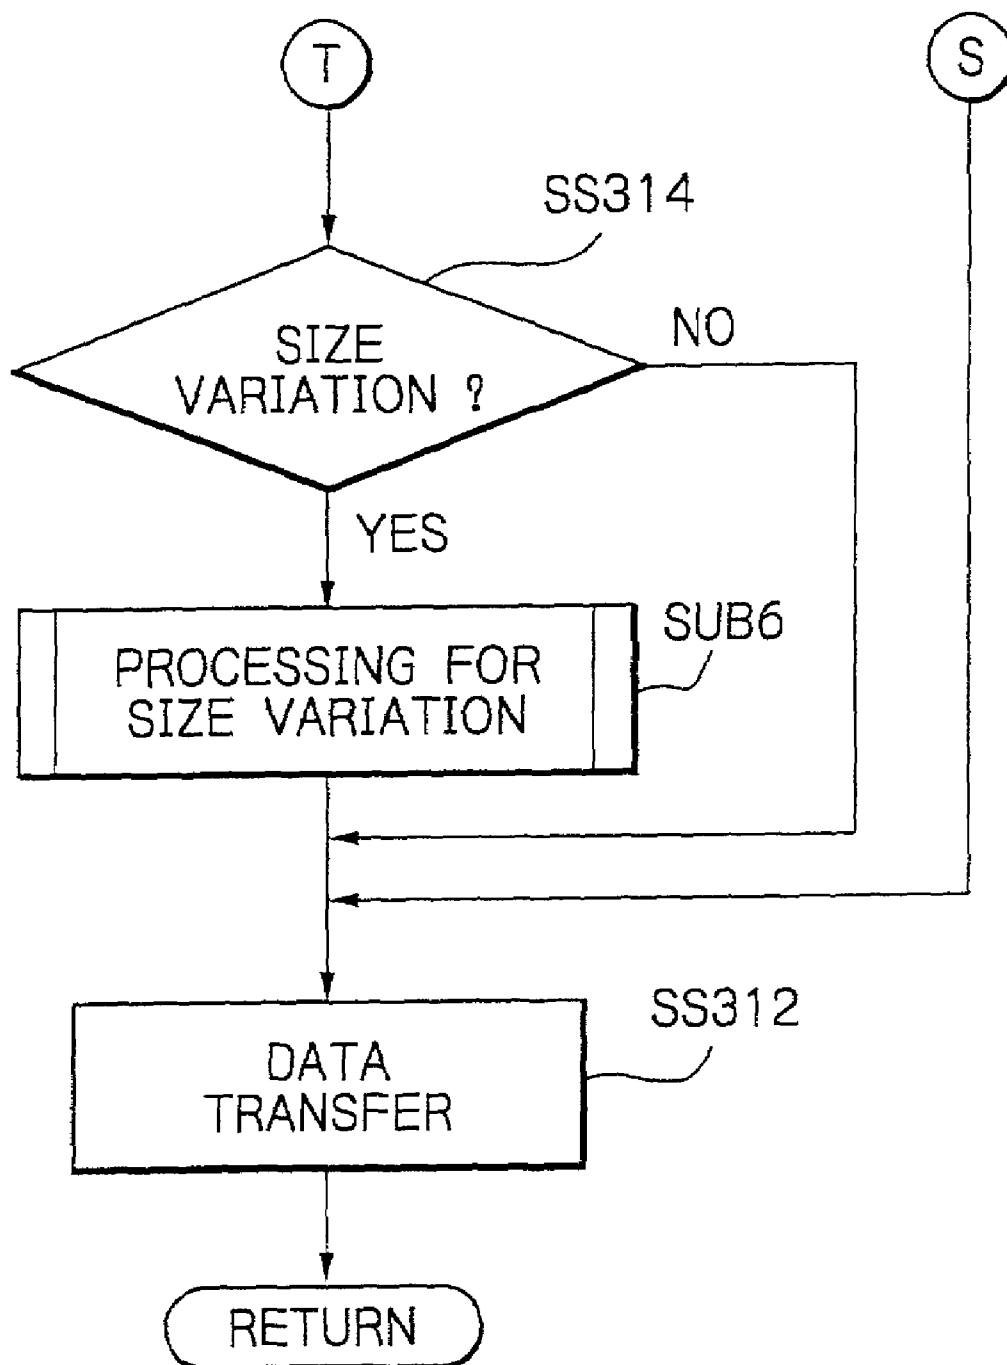 T
S
SS314
SIZE
VARIATION ?
NO
YES
SUB6
PROCESSING FOR
SIZE VARIATION
SS312
DATA
TRANSFER
RETURN